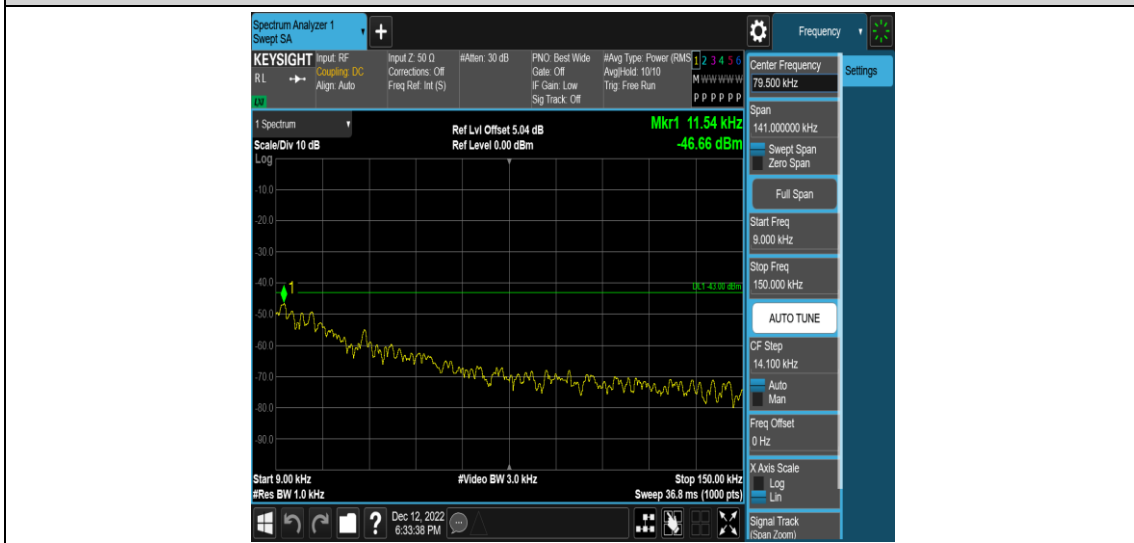 Spectrum Analyzer 1
Swept SA
+
Frequency
KEYSIGHT
RL
LXI
Input: RF
Coupling: DC
Align: Auto
Input Z: 50 Ω
Corrections: Off
Freq Ref: Int (S)
#Atten: 30 dB
PNO: Best Wide
Gate: Off
IF Gain: Low
Sig Track: Off
#Avg Type: Power (RMS
Avg|Hold: 10/10
Trig: Free Run
1 2 3 4 5 6
M W W W W W
P P P P P P
1 Spectrum
Scale/Div 10 dB
Ref Lvl Offset 5.04 dB
Ref Level 0.00 dBm
Mkr1 11.54 kHz
-46.66 dBm
Log
-10.0
-20.0
-30.0
-40.0
-50.0
-60.0
-70.0
-80.0
-90.0
1
DL1 -43.00 dBm
Start 9.00 kHz
#Res BW 1.0 kHz
#Video BW 3.0 kHz
Stop 150.00 kHz
Sweep 36.8 ms (1000 pts)
Center Frequency
79.500 kHz
Span
141.000000 kHz
Swept Span
Zero Span
Full Span
Start Freq
9.000 kHz
Stop Freq
150.000 kHz
AUTO TUNE
CF Step
14.100 kHz
Auto
Man
Freq Offset
0 Hz
X Axis Scale
Log
Lin
Signal Track
(Span Zoom)
Settings
?
Dec 12, 2022
6:33:38 PM